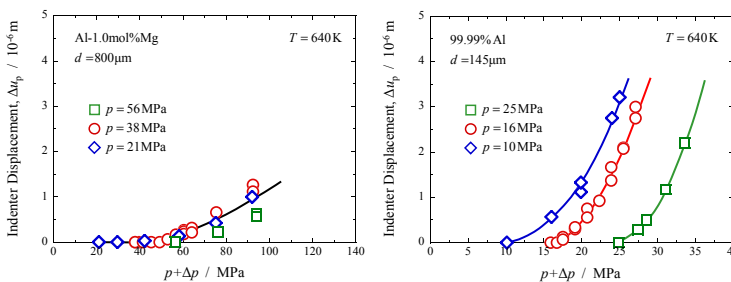 Al-1.0mol%Mg
T = 640K
d = 800μm
p = 56MPa
p = 38MPa
p = 21MPa
Indenter Displacement, Δu_p / 10^-6 m
5
4
3
2
1
0
0 20 40 60 80 100 120 140
p+Δp / MPa
99.99%Al
T = 640K
d = 145μm
p = 25MPa
p = 16MPa
p = 10MPa
Indenter Displacement, Δu_p / 10^-6 m
5
4
3
2
1
0
0 5 10 15 20 25 30 35 40
p+Δp / MPa